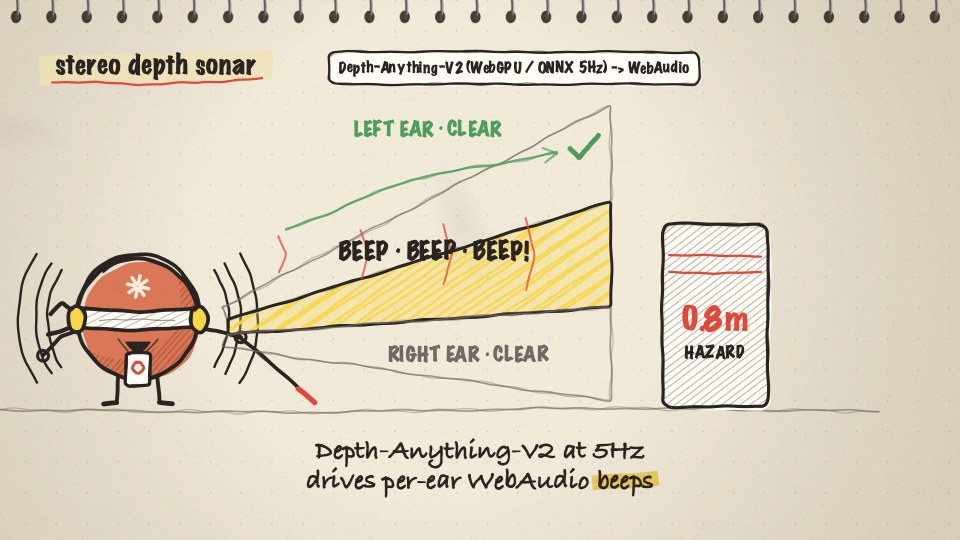 stereo depth sonar
Depth-Anything-V2 (WebGPU / ONNX 5Hz) -> WebAudio
LEFT EAR · CLEAR
BEEP · BEEP · BEEP!
0.8m
HAZARD
RIGHT EAR · CLEAR
Depth-Anything-V2 at 5Hz
drives per-ear WebAudio beeps